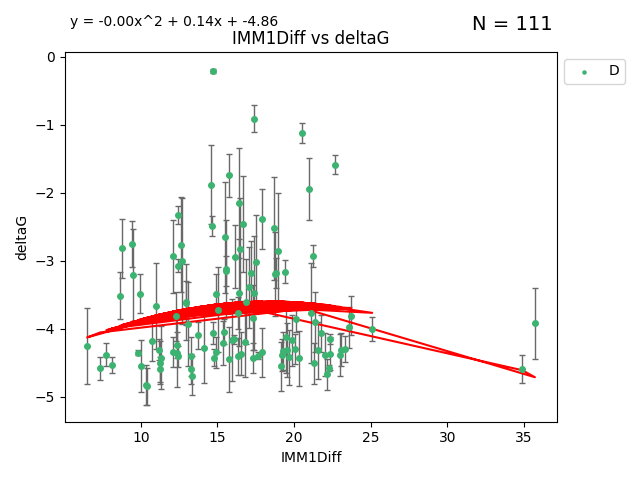 y = -0.00x^2 + 0.14x + -4.86
N = 111
IMM1Diff vs deltaG
D
deltaG
0
−1
−2
−3
−4
−5
10 15 20 25 30 35
IMM1Diff